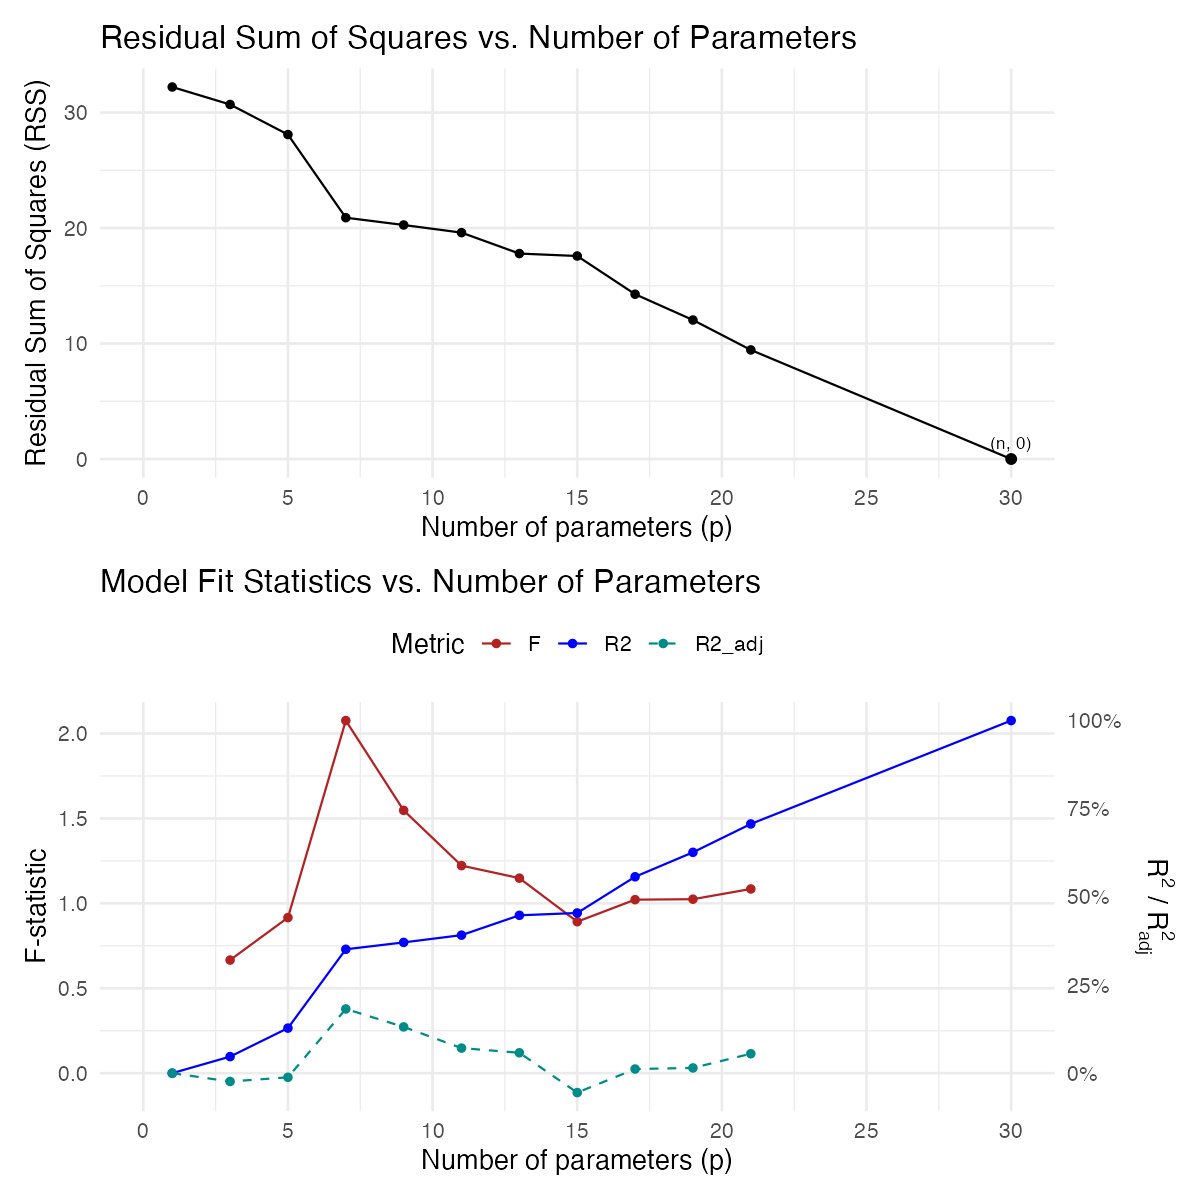 Residual Sum of Squares vs. Number of Parameters
Residual Sum of Squares (RSS)
30
20
10
0
(n, 0)
0 5 10 15 20 25 30
Number of parameters (p)
Model Fit Statistics vs. Number of Parameters
Metric F R2 R2_adj
F-statistic
2.0
1.5
1.0
0.5
0.0
100%
75%
50%
25%
0%
R² / R²adj
0 5 10 15 20 25 30
Number of parameters (p)